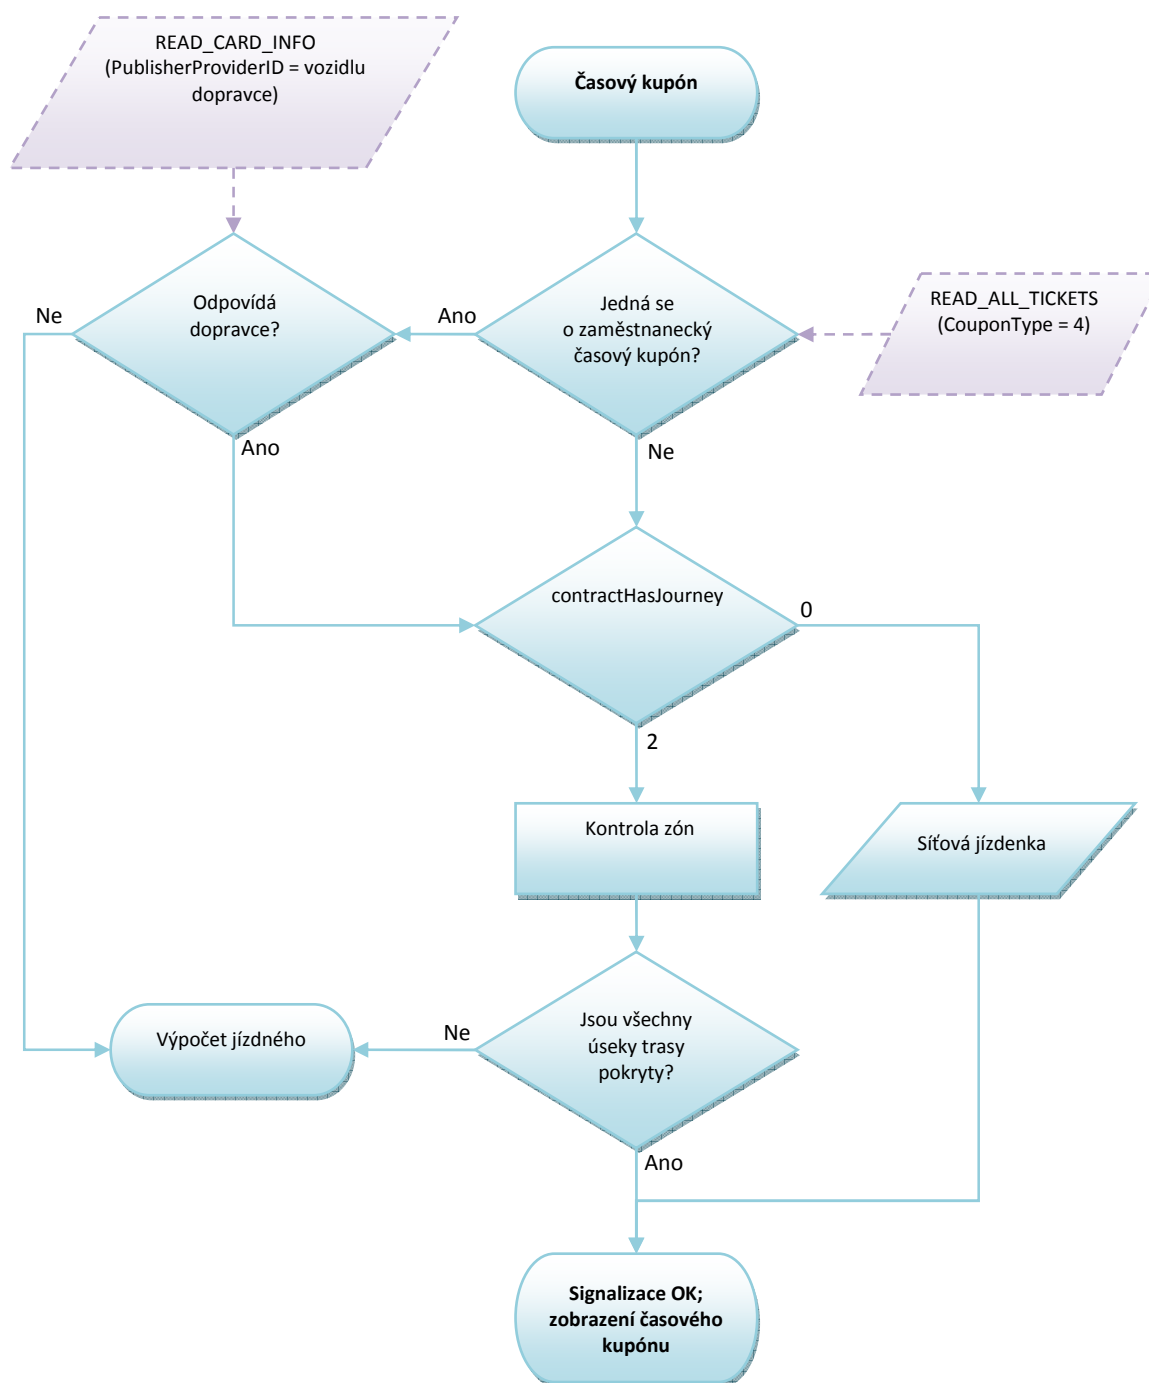 READ_CARD_INFO
(PublisherProviderID = vozidlu
dopravce)
Časový kupón
Ne
Odpovídá
dopravce?
Ano
Jedná se
o zaměstnanecký
časový kupón?
READ_ALL_TICKETS
(CouponType = 4)
Ano
Ne
contractHasJourney
0
2
Kontrola zón
Síťová jízdenka
Výpočet jízdného
Ne
Jsou všechny
úseky trasy
pokryty?
Ano
Signalizace OK;
zobrazení časového
kupónu